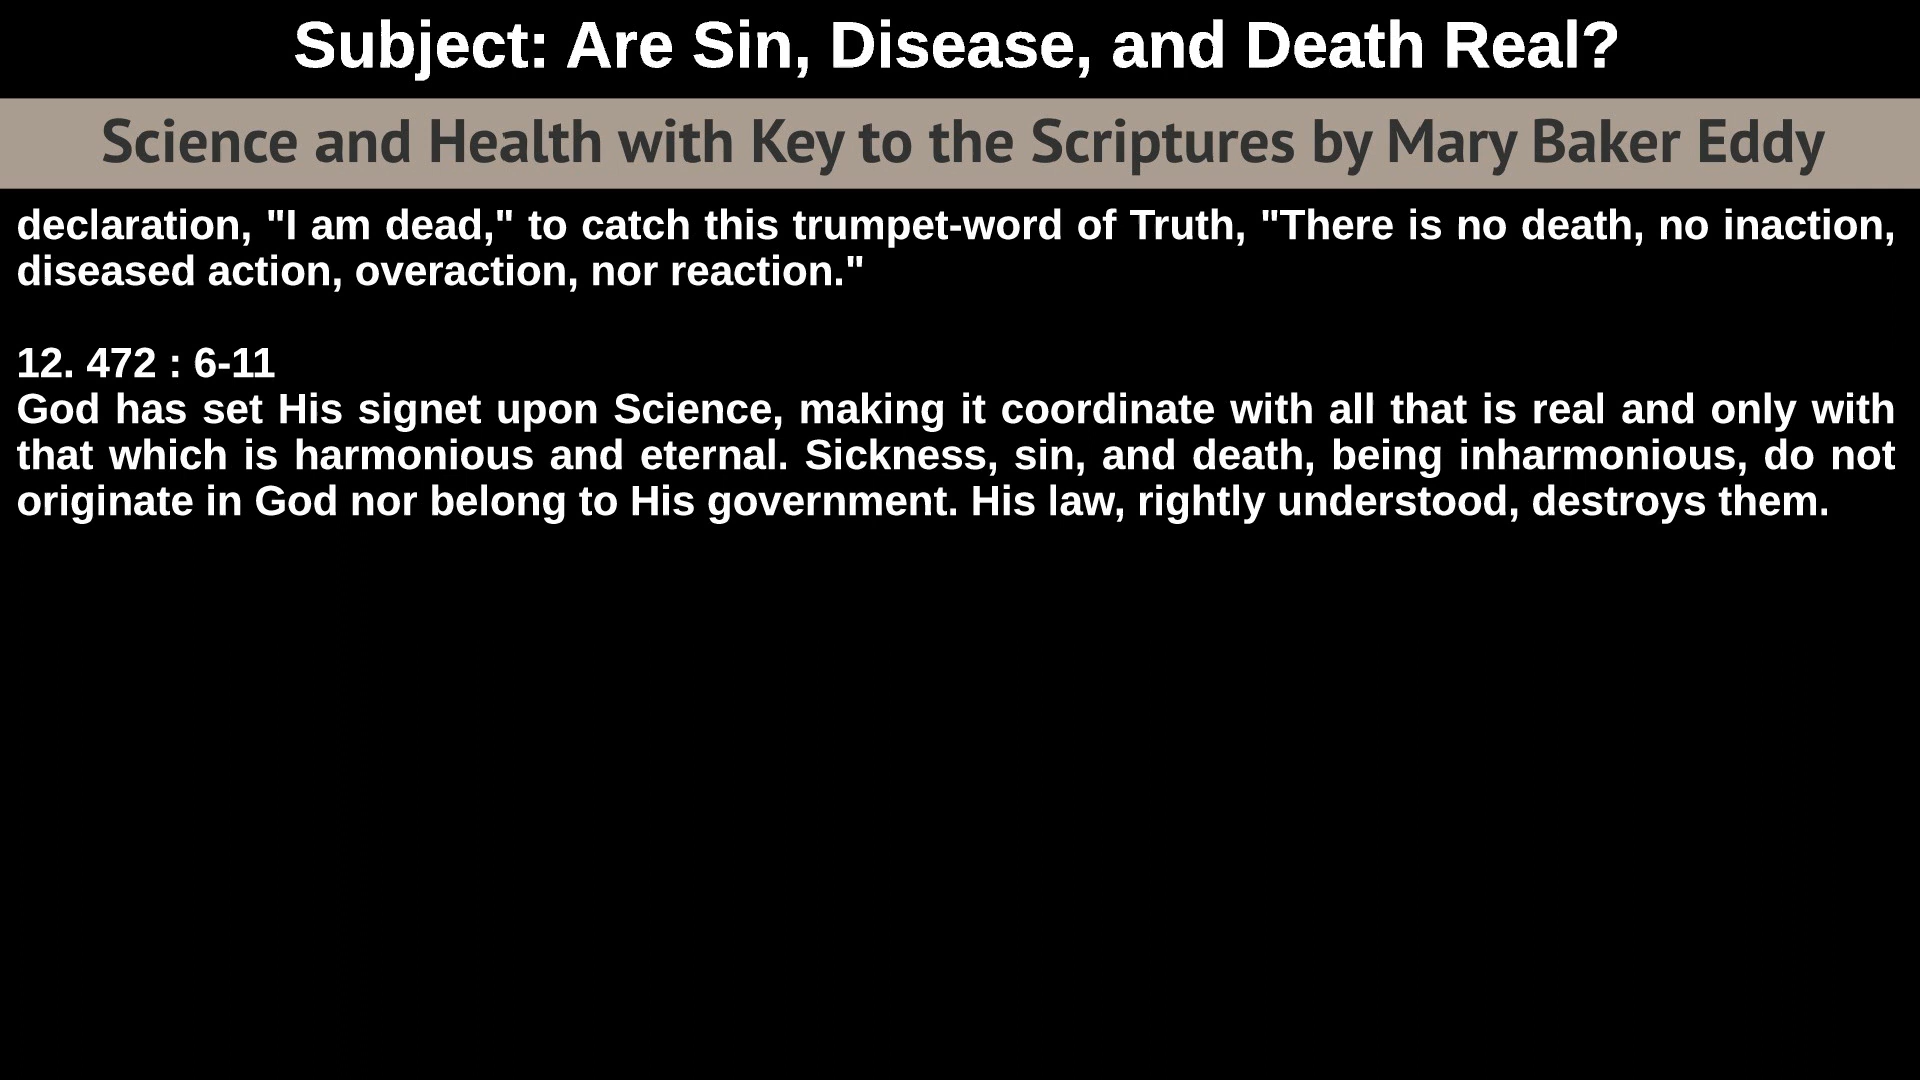 Subject: Are Sin, Disease, and Death Real?
Science and Health with Key to the Scriptures by Mary Baker Eddy
declaration, "I am dead," to catch this trumpet-word of Truth, "There is no death, no inaction,
diseased action, overaction, nor reaction."
12. 472 : 6-11
God has set His signet upon Science, making it coordinate with all that is real and only with
that which is harmonious and eternal. Sickness, sin, and death, being inharmonious, do not
originate in God nor belong to His government. His law, rightly understood, destroys them.